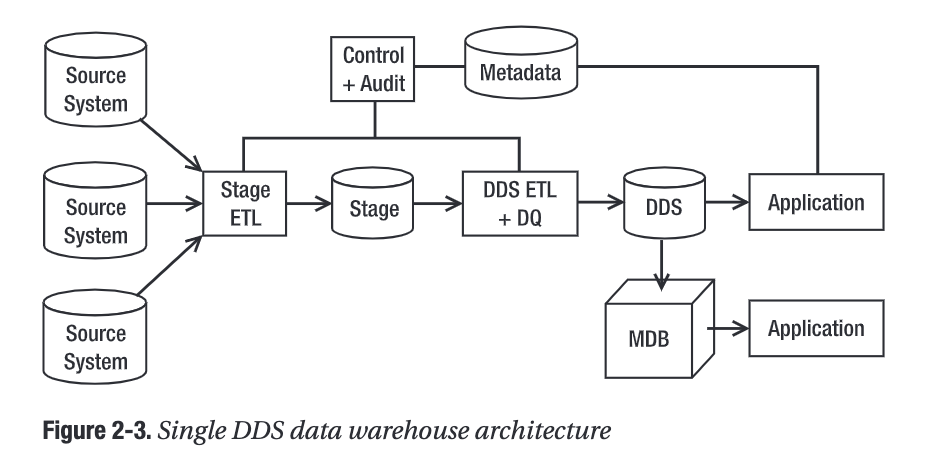 Source
System
Control
+ Audit
Metadata
Source
System
Stage
ETL
Stage
DDS ETL
+ DQ
DDS
Application
Source
System
MDB
Application
Figure 2-3. Single DDS data warehouse architecture